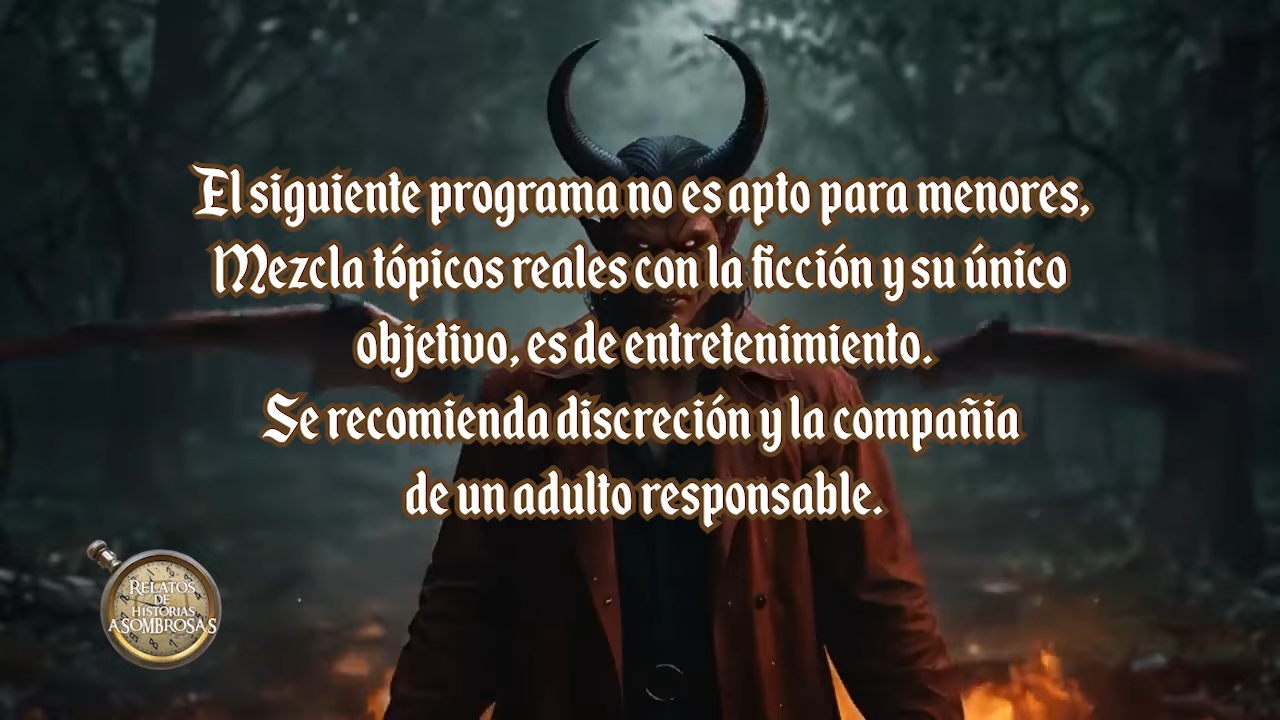 El siguiente programa no es apto para menores,
Mezcla tópicos reales con la ficción y su único
objetivo, es de entretenimiento.
Se recomienda discreción y la compañia
de un adulto responsable.
RELATOS
DE
HISTORIAS
ASOMBROSAS